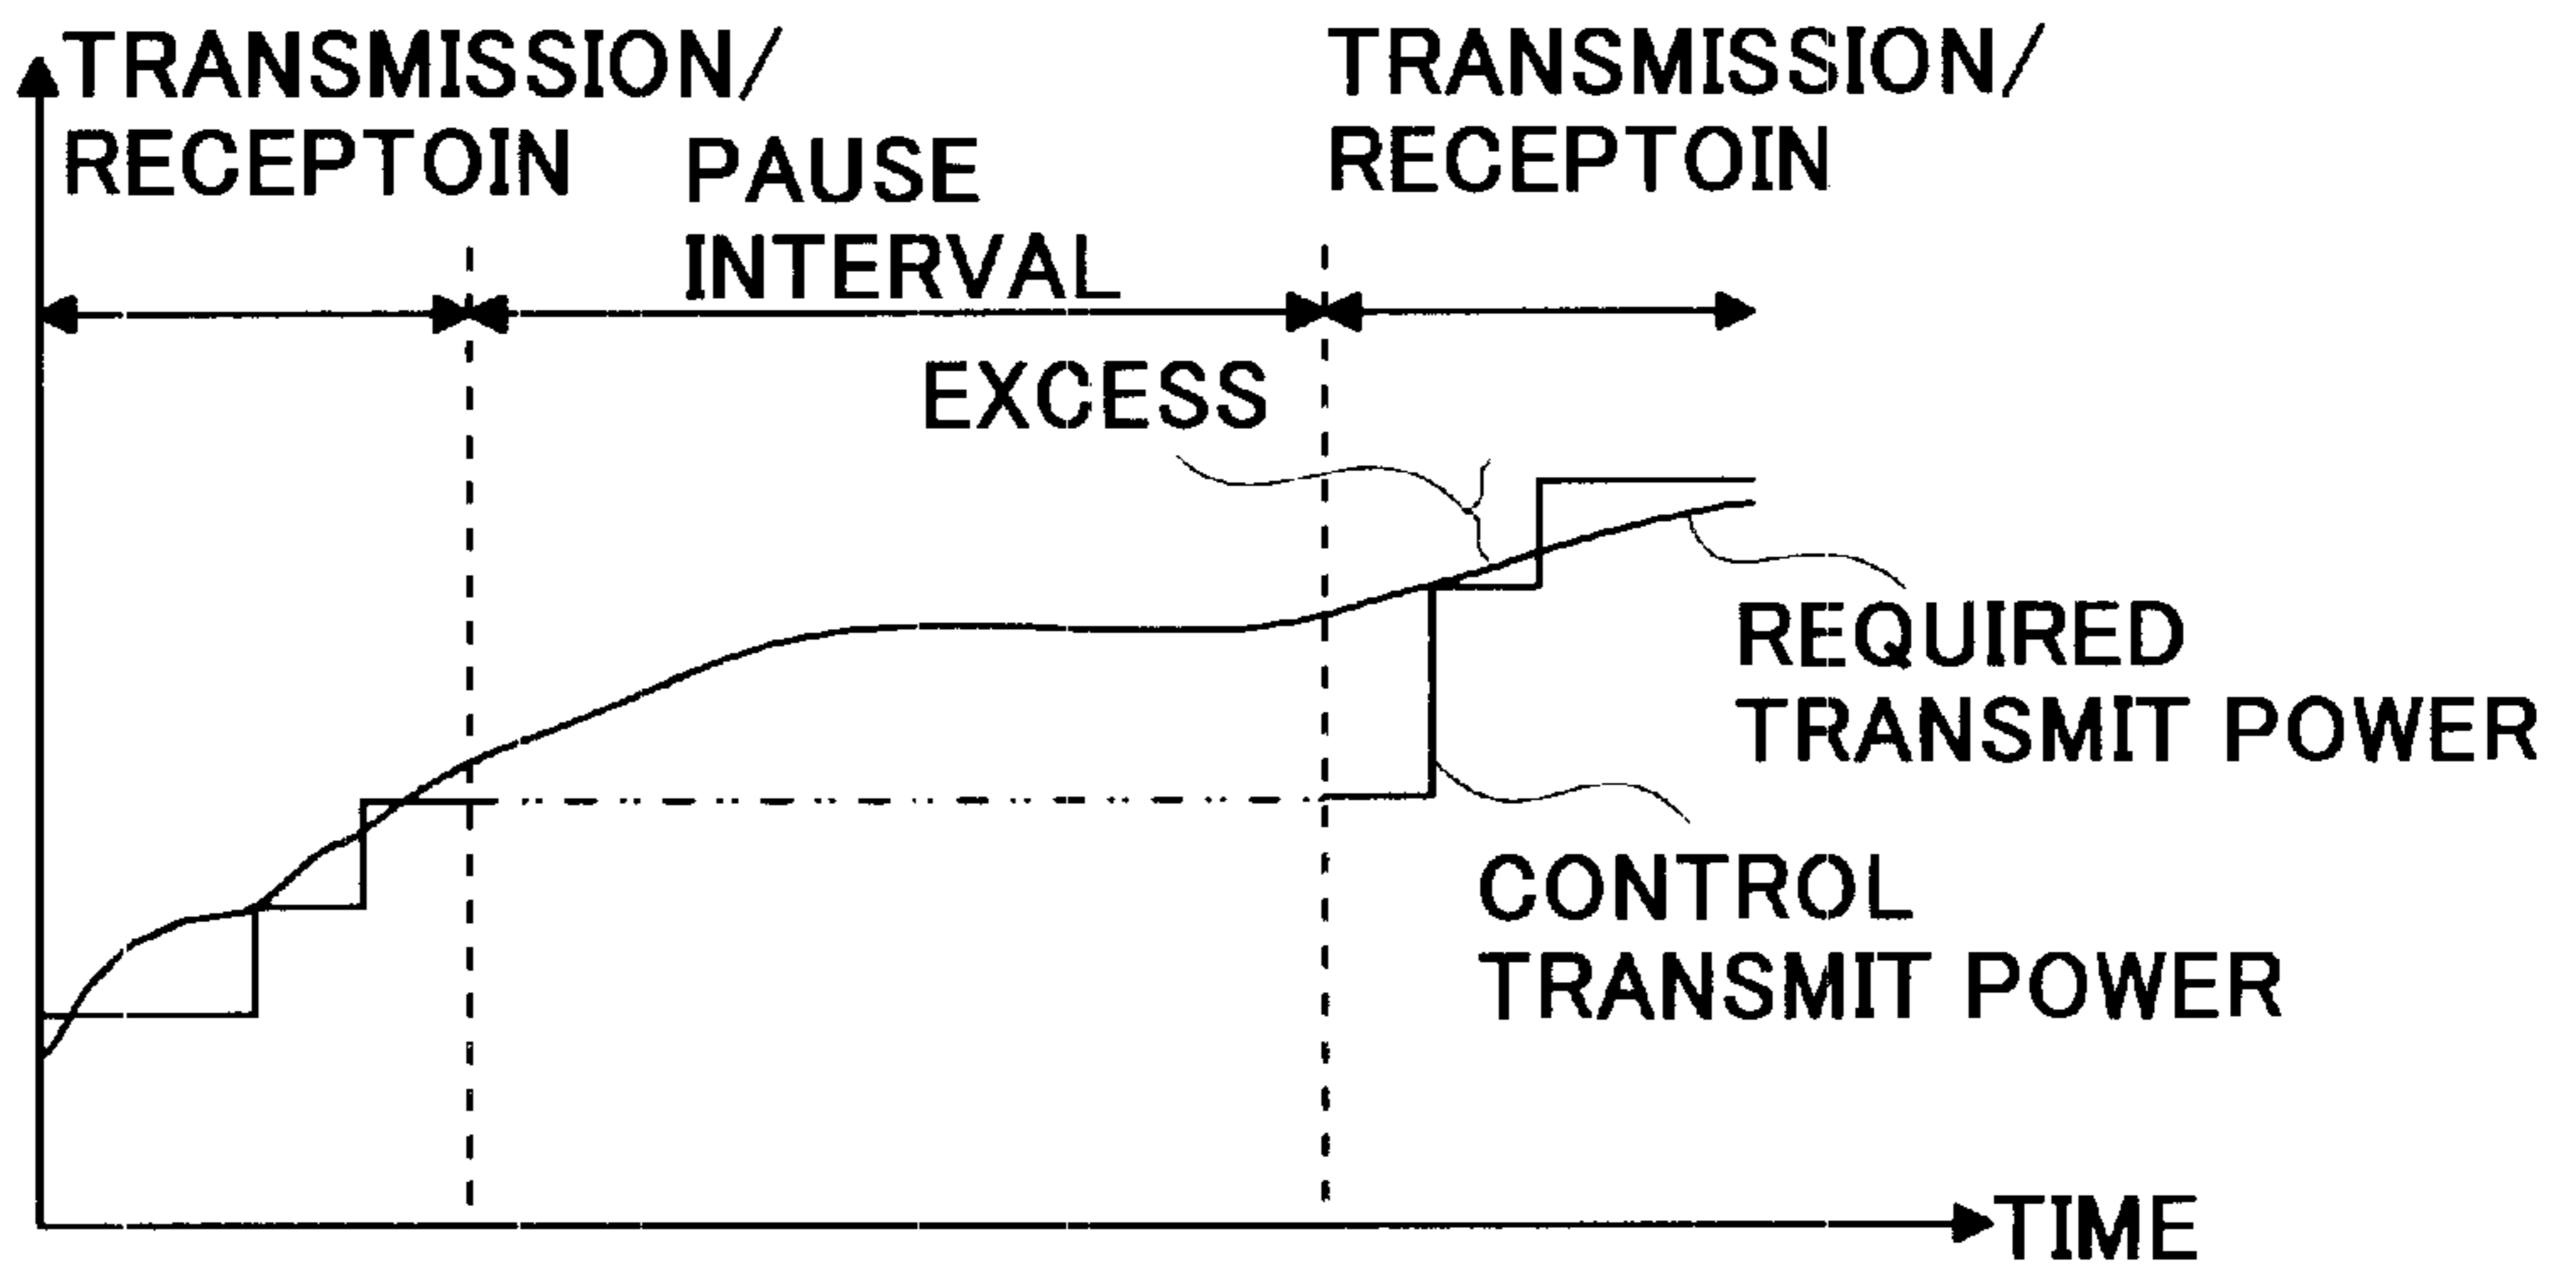 TRANSMISSION/
RECEPTOIN
PAUSE
INTERVAL
TRANSMISSION/
RECEPTOIN
EXCESS
REQUIRED
TRANSMIT POWER
CONTROL
TRANSMIT POWER
TIME